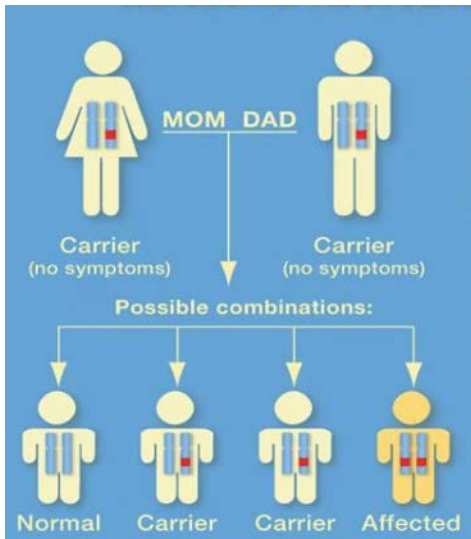 MOM DAD
Carrier
(no symptoms)
Carrier
(no symptoms)
Possible combinations:
Normal
Carrier
Carrier
Affected